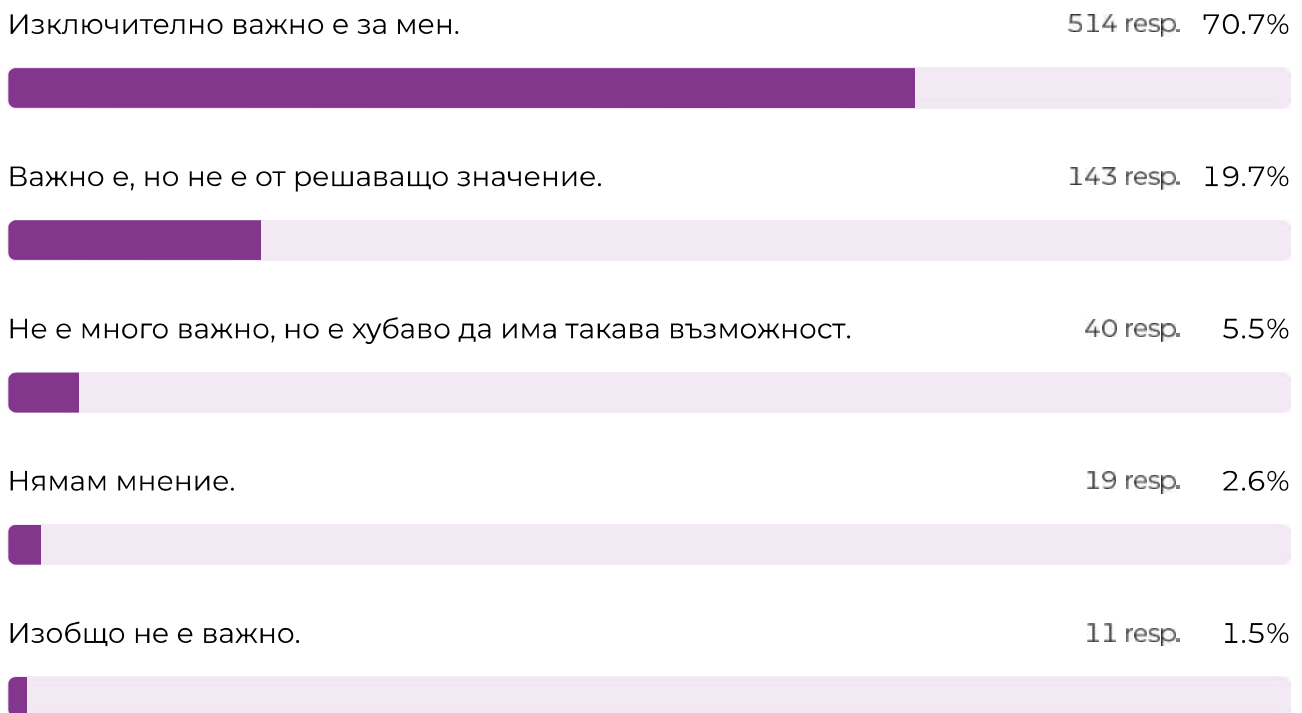 Изключително важно е за мен. 514 resp. 70.7%
Важно е, но не е от решаващо значение. 143 resp. 19.7%
Не е много важно, но е хубаво да има такава възможност. 40 resp. 5.5%
Нямам мнение. 19 resp. 2.6%
Изобщо не е важно. 11 resp. 1.5%